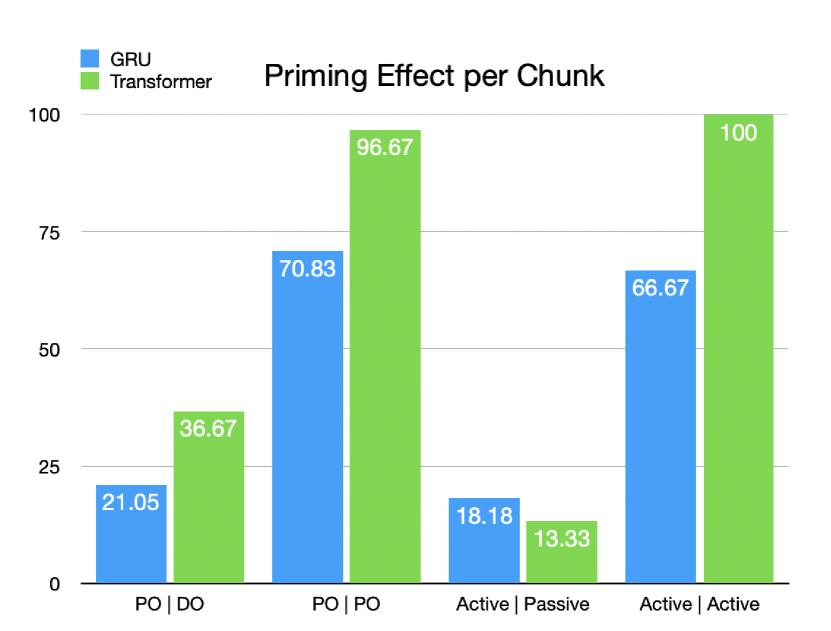 GRU
Transformer
Priming Effect per Chunk
100
75
50
25
0
21.05
36.67
70.83
96.67
18.18
13.33
66.67
100
PO | DO
PO | PO
Active | Passive
Active | Active